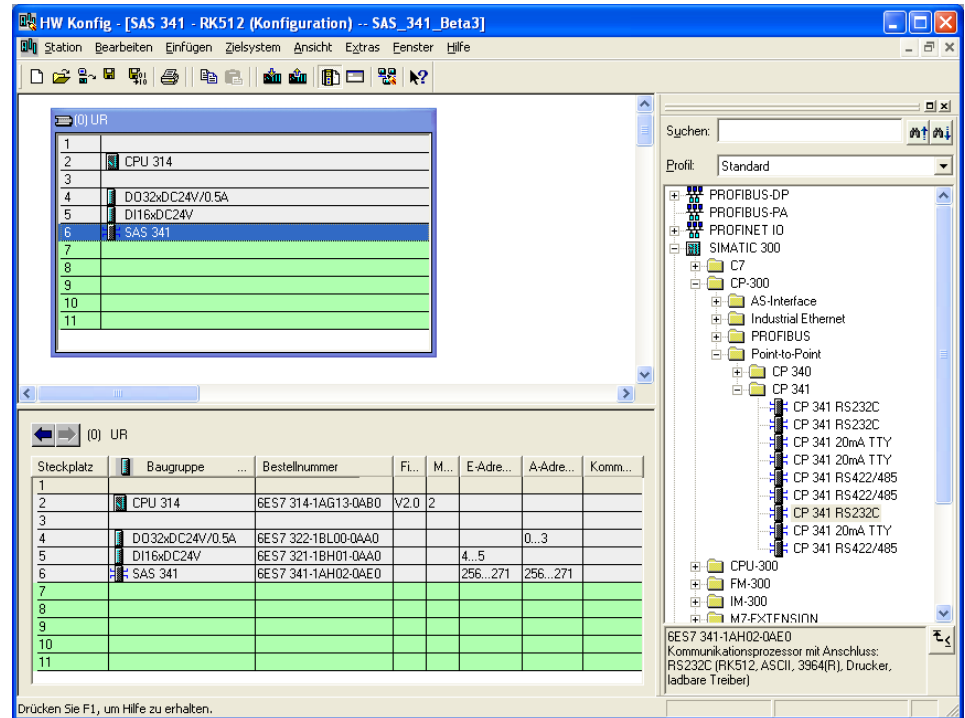 HW Konfig - [SAS 341 - RK512 (Konfiguration) -- SAS_341_Beta3]
Station Bearbeiten Einfügen Zielsystem Ansicht Extras Fenster Hilfe
(0) UR
1
2 CPU 314
3
4 DO32xDC24V/0.5A
5 DI16xDC24V
6 SAS 341
7
8
9
10
11
Suchen:
Profil: Standard
PROFIBUS-DP
PROFIBUS-PA
PROFINET IO
SIMATIC 300
C7
CP-300
AS-Interface
Industrial Ethernet
PROFIBUS
Point-to-Point
CP 340
CP 341
CP 341 RS232C
CP 341 RS232C
CP 341 20mA TTY
CP 341 20mA TTY
CP 341 RS422/485
CP 341 RS422/485
CP 341 RS232C
CP 341 20mA TTY
CP 341 RS422/485
CPU-300
FM-300
IM-300
M7-EXTENSION
6ES7 341-1AH02-0AE0
Kommunikationsprozessor mit Anschluss:
RS232C (RK512, ASCII, 3964(R), Drucker,
ladbare Treiber)
(0) UR
Steckplatz Baugruppe ... Bestellnummer Fi... M... E-Adre... A-Adre... Komm...
1
2 CPU 314 6ES7 314-1AG13-0AB0 V2.0 2
3
4 DO32xDC24V/0.5A 6ES7 322-1BL00-0AA0 0...3
5 DI16xDC24V 6ES7 321-1BH01-0AA0 4...5
6 SAS 341 6ES7 341-1AH02-0AE0 256...271 256...271
7
8
9
10
11
Drücken Sie F1, um Hilfe zu erhalten.